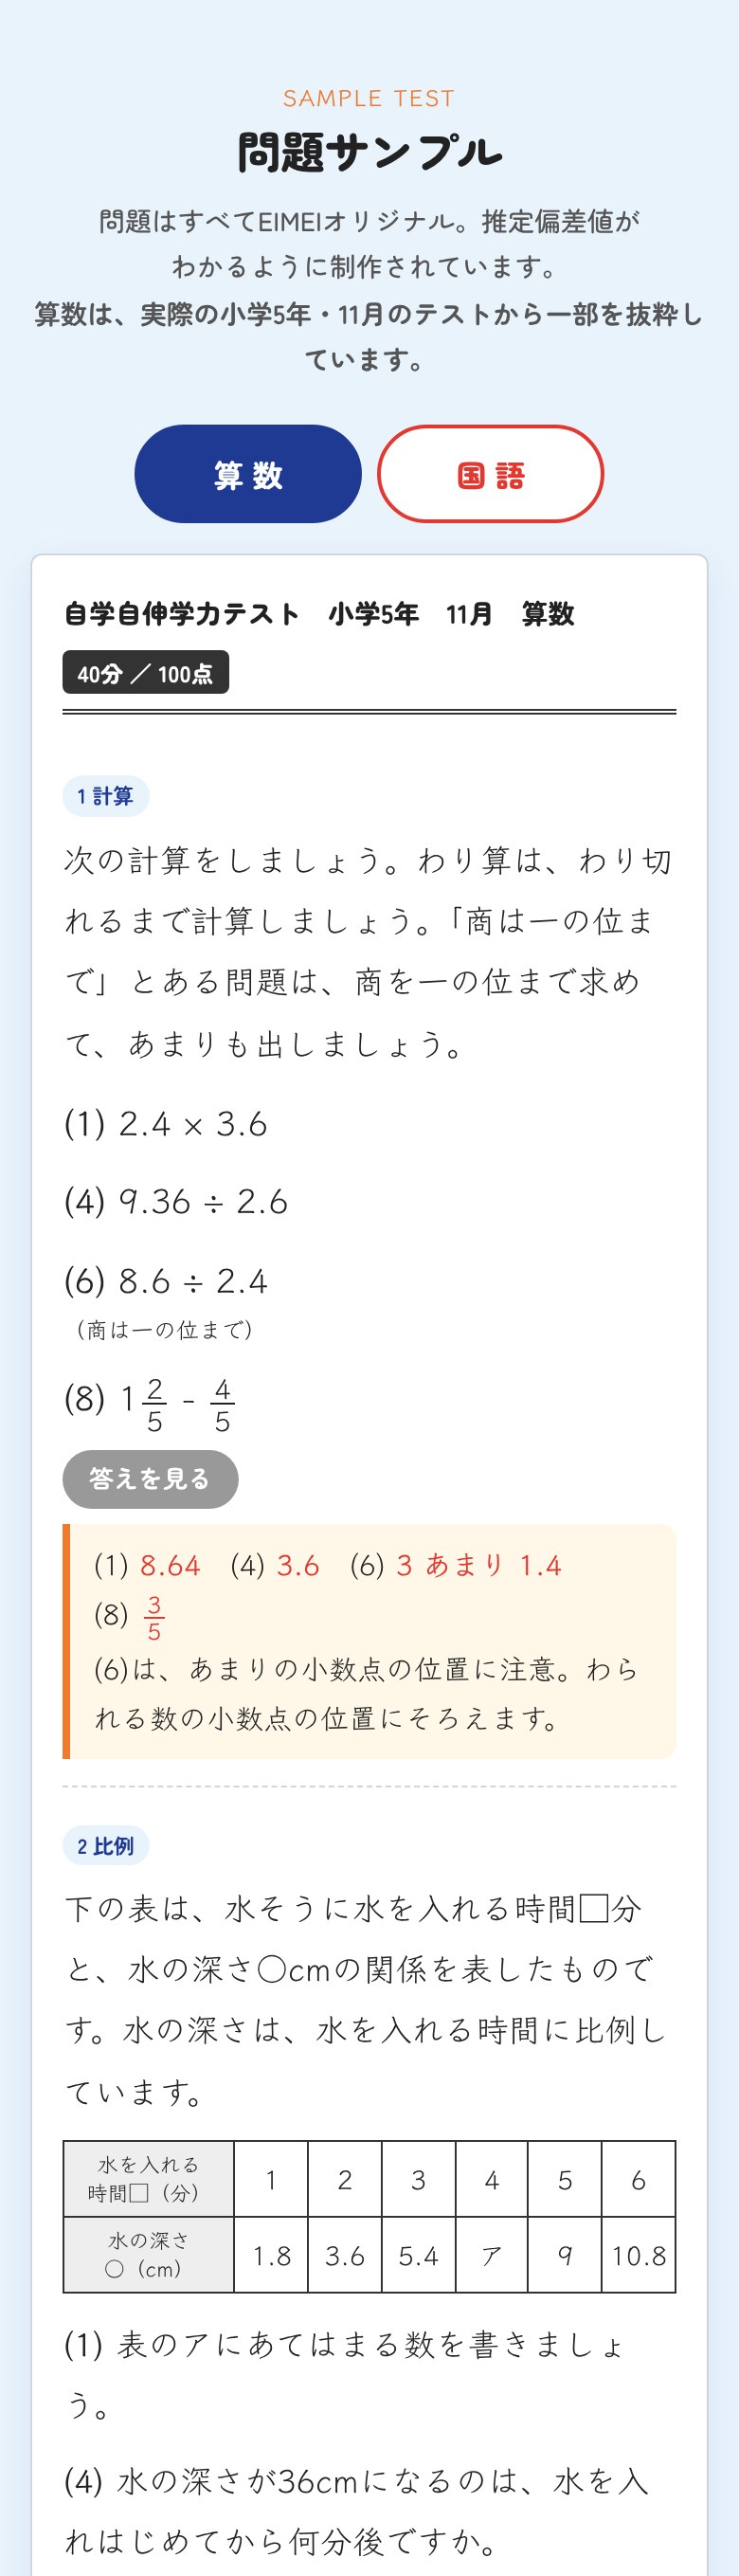 SAMPLE TEST
問題サンプル
問題はすべてEIMEIオリジナル。推定偏差値が
わかるように制作されています。
算数は、実際の小学5年・11月のテストから一部を抜粋し
ています。
算数 国語
自学自伸学力テスト 小学5年 11月 算数
40分 ／ 100点
1 計算
次の計算をしましょう。わり算は、わり切
れるまで計算しましょう。「商は一の位ま
で」とある問題は、商を一の位まで求め
て、あまりも出しましょう。
(1) 2.4 × 3.6
(4) 9.36 ÷ 2.6
(6) 8.6 ÷ 2.4
（商は一の位まで）
(8) 1 2/5 - 4/5
答えを見る
(1) 8.64 (4) 3.6 (6) 3 あまり 1.4
(8) 3/5
(6)は、あまりの小数点の位置に注意。わら
れる数の小数点の位置にそろえます。
2 比例
下の表は、水そうに水を入れる時間□分
と、水の深さ○cmの関係を表したもので
す。水の深さは、水を入れる時間に比例し
ています。
水を入れる
時間□（分） 1 2 3 4 5 6
水の深さ
○（cm） 1.8 3.6 5.4 ア 9 10.8
(1) 表のアにあてはまる数を書きましょ
う。
(4) 水の深さが36cmになるのは、水を入
れはじめてから何分後ですか。